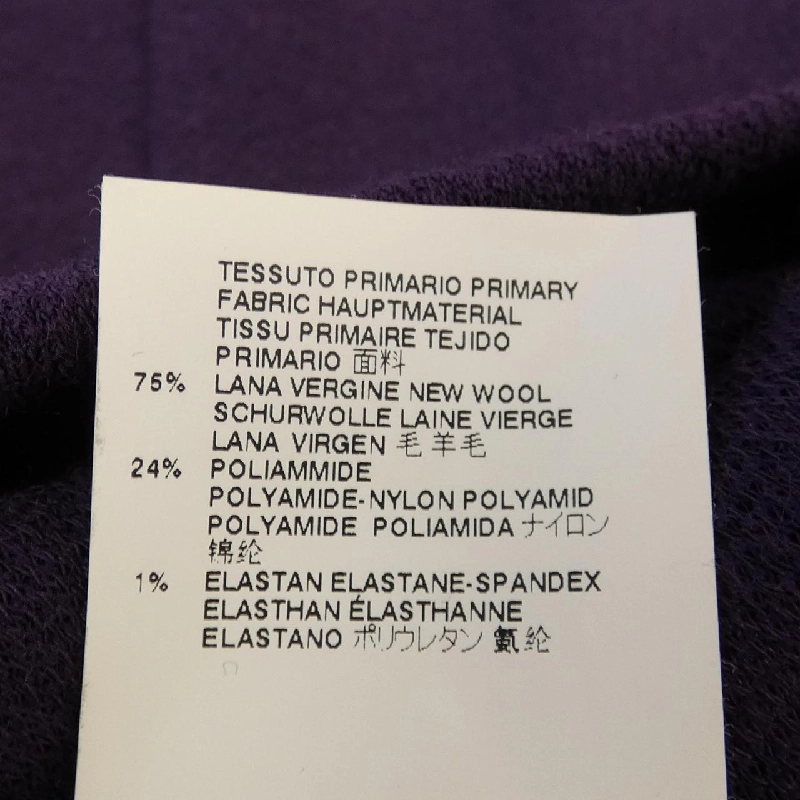 TESSUTO PRIMARIO PRIMARY
FABRIC HAUPTMATERIAL
TISSU PRIMAIRE TEJIDO
PRIMARIO 面料
75% LANA VERGINE NEW WOOL
SCHURWOLLE LAINE VIERGE
LANA VIRGEN 毛 羊毛
24% POLIAMMIDE
POLYAMIDE-NYLON POLYAMID
POLYAMIDE POLIAMIDA ナイロン
锦纶
1% ELASTAN ELASTANE-SPANDEX
ELASTHAN ÉLASTHANNE
ELASTANO ポリウレタン 氨纶